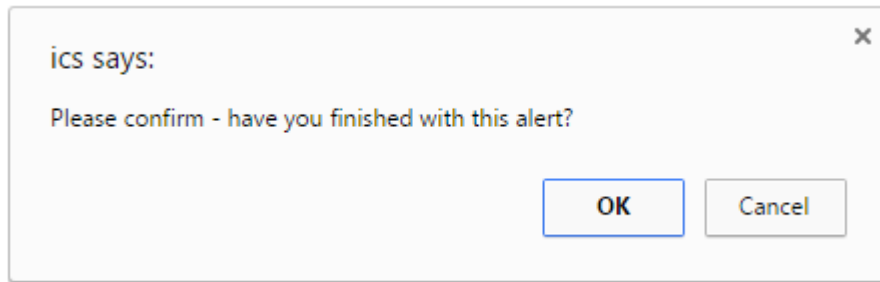 ics says:
Please confirm - have you finished with this alert?
OK Cancel